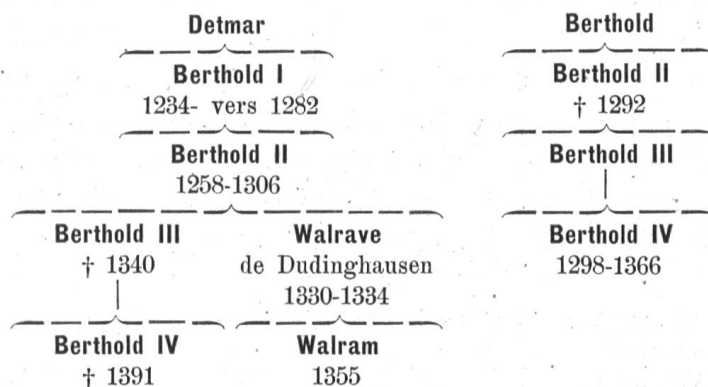 Detmar
Berthold I
1234- vers 1282
Berthold II
1258-1306
Berthold III
† 1340
Walrave
de Dudinghausen
1330-1334
Berthold IV
† 1391
Walram
1355
Berthold
Berthold II
† 1292
Berthold III
Berthold IV
1298-1366